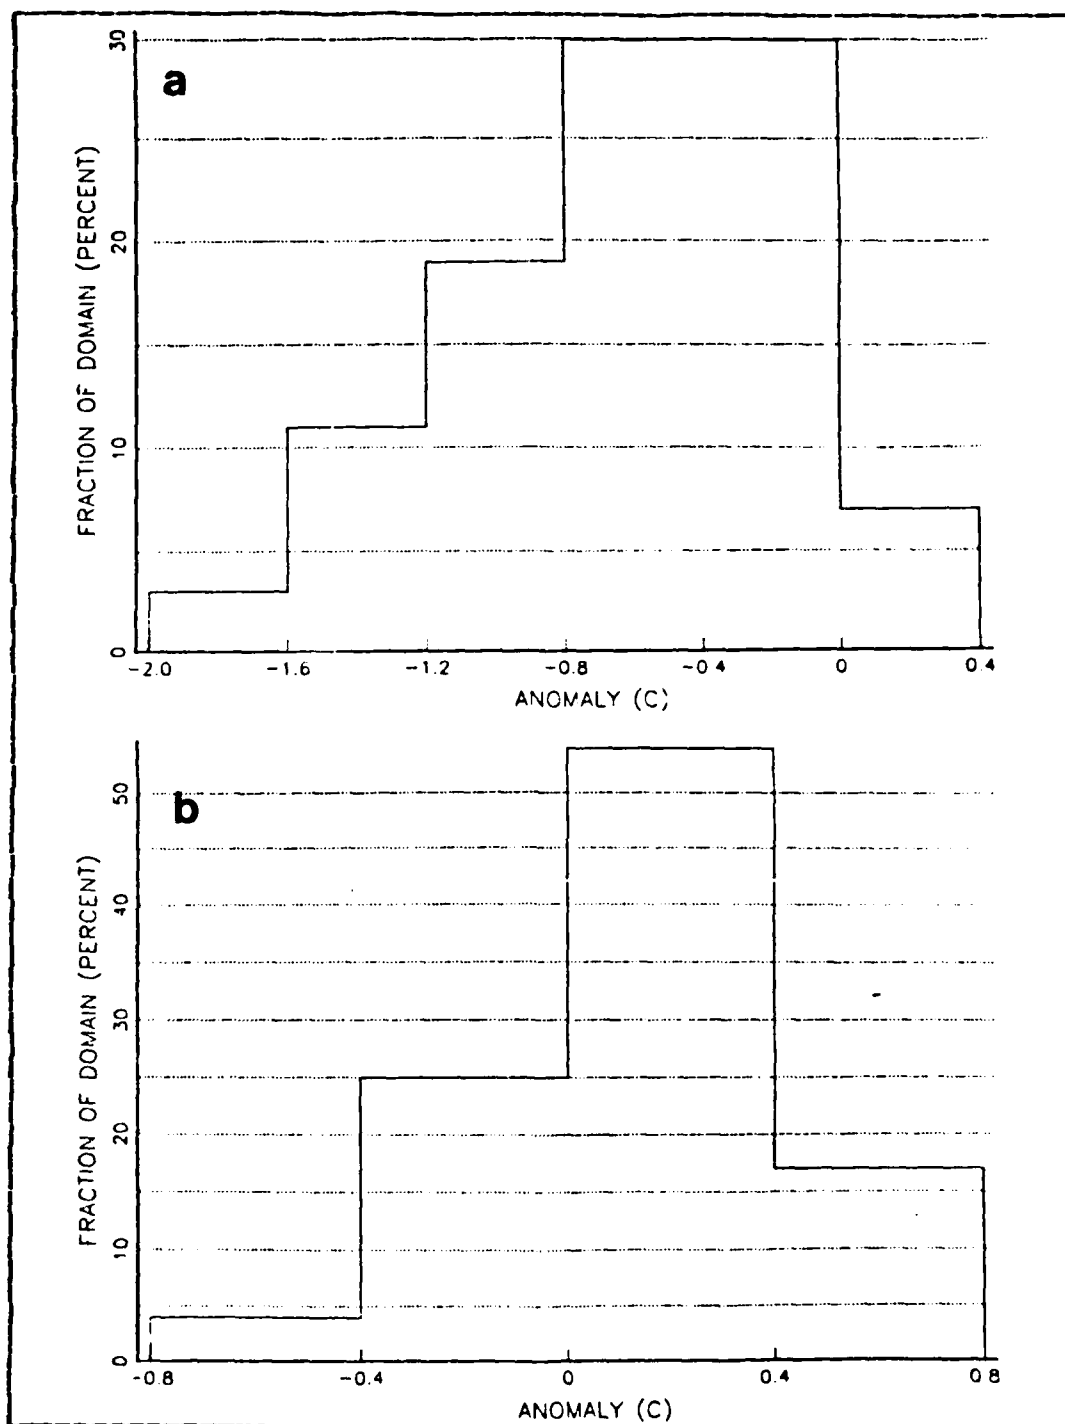 a
FRACTION OF DOMAIN (PERCENT)
30
20
10
0
-2.0 -1.6 -1.2 -0.8 -0.4 0 0.4
ANOMALY (C)
b
FRACTION OF DOMAIN (PERCENT)
50
40
30
20
10
0
-0.8 -0.4 0 0.4 0.8
ANOMALY (C)